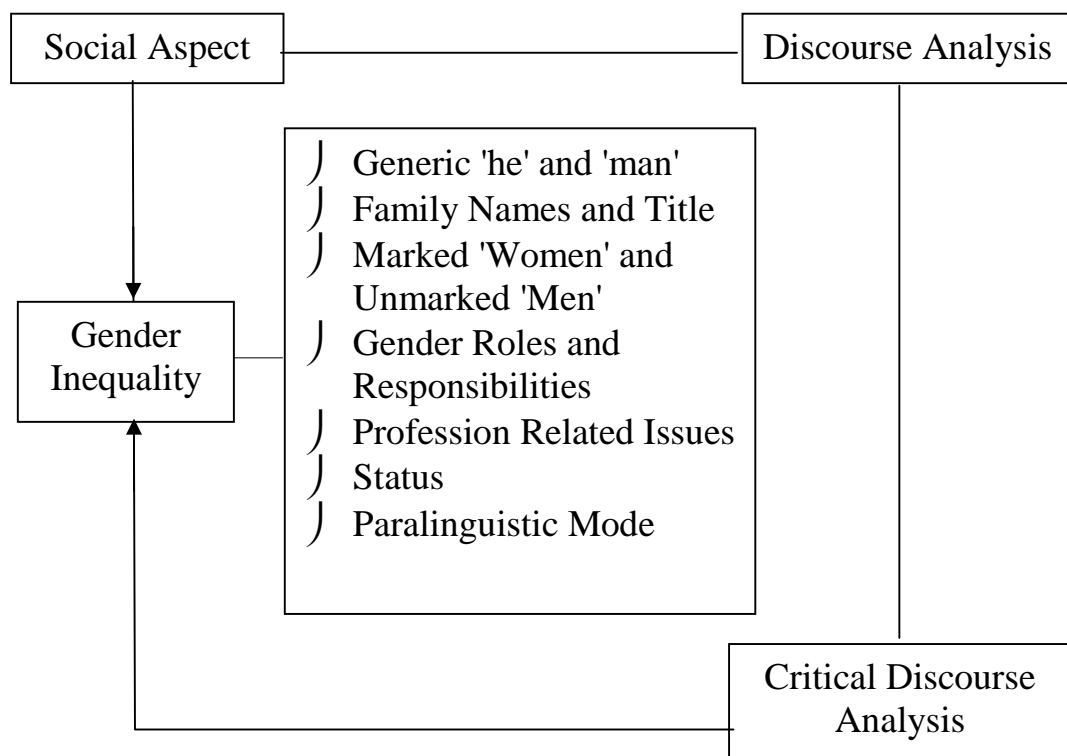 Social Aspect
Discourse Analysis
Generic 'he' and 'man'
Family Names and Title
Marked 'Women' and
Unmarked 'Men'
Gender Roles and
Responsibilities
Profession Related Issues
Status
Paralinguistic Mode
Gender
Inequality
Critical Discourse
Analysis